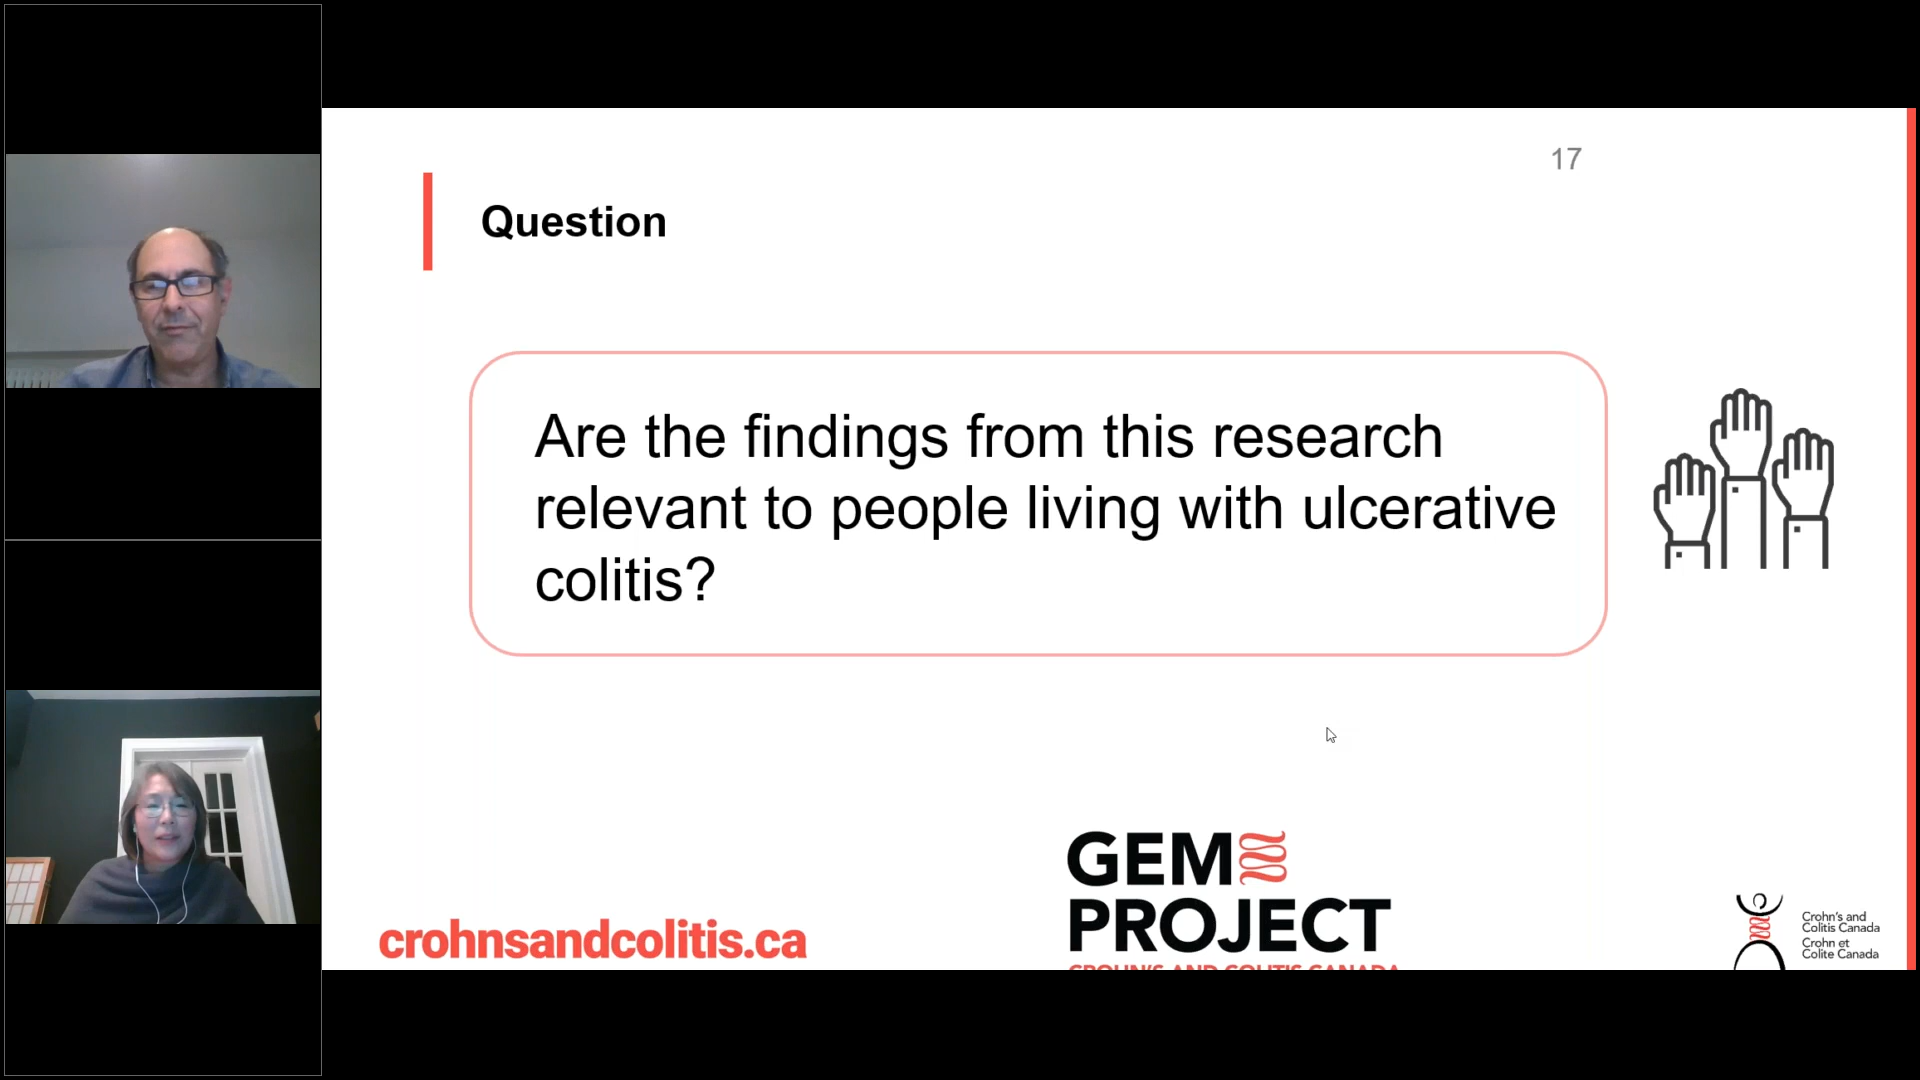 17
Question
Are the findings from this research
relevant to people living with ulcerative
colitis?
GEM
PROJECT
CROHN'S AND COLITIS CANADA
crohnsandcolitis.ca
Crohn's and
Colitis Canada
Crohn et
Colite Canada